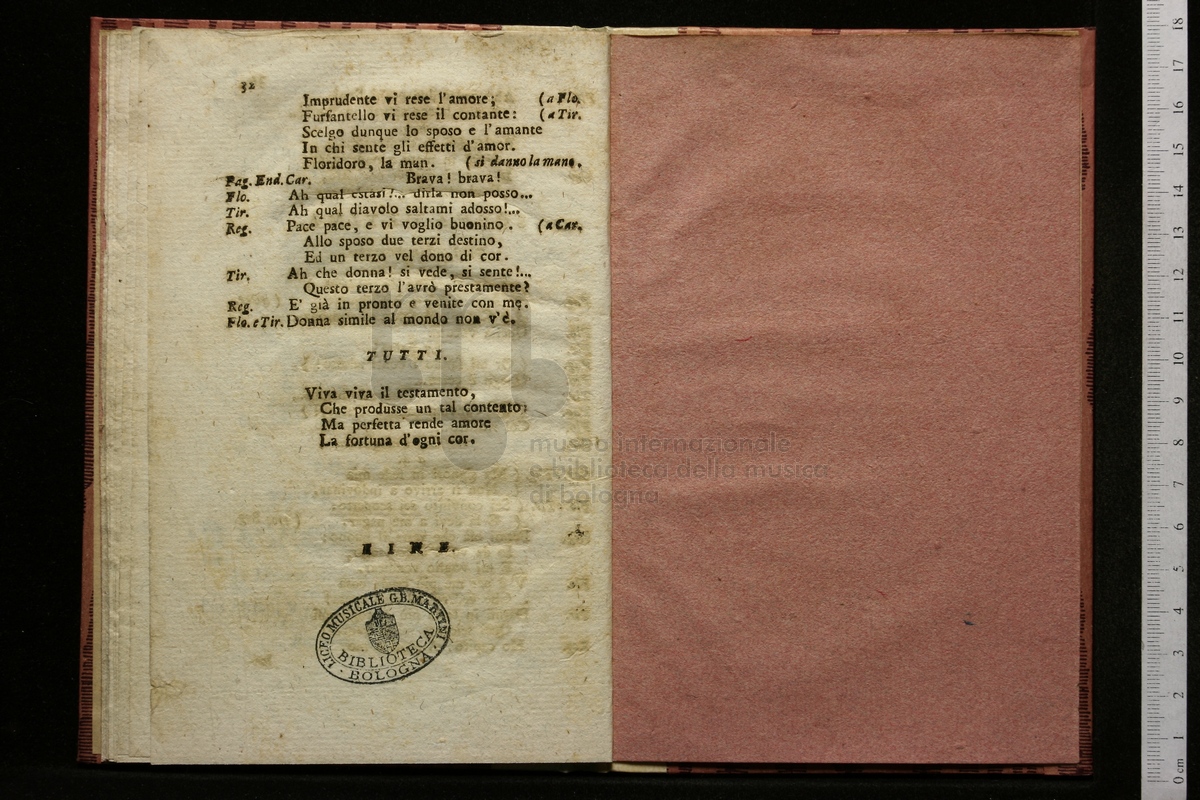 32
Imprudente vi rese l'amore; (a Flo.
Furfantello vi rese il contante: (a Tir.
Scelgo dunque lo sposo e l'amante
In chi sente gli effetti d'amor.
Floridoro, la man. (si danno la mano.
Pag. End. Car. Brava! brava!
Flo. Ah qual estasi!... dirla non posso...
Tir. Ah qual diavolo saltami adosso!...
Reg. Pace pace, e vi voglio buonino. (a Car.
Allo sposo due terzi destino,
Ed un terzo vel dono di cor.
Tir. Ah che donna! si vede, si sente!...
Questo terzo l'avrò prestamente?
Reg. E' già in pronto e venite con me.
Flo. e Tir. Donna simile al mondo non v'è.
TUTTI.
Viva viva il testamento,
Che produsse un tal contento:
Ma perfetta rende amore
La fortuna d'ogni cor.
FINE.
LICEO MUSICALE G.B. MARTINI
BIBLIOTECA
· BOLOGNA ·
museo internazionale
e biblioteca della musica
di bologna
0 cm 1 2 3 4 5 6 7 8 9 10 11 12 13 14 15 16 17 18